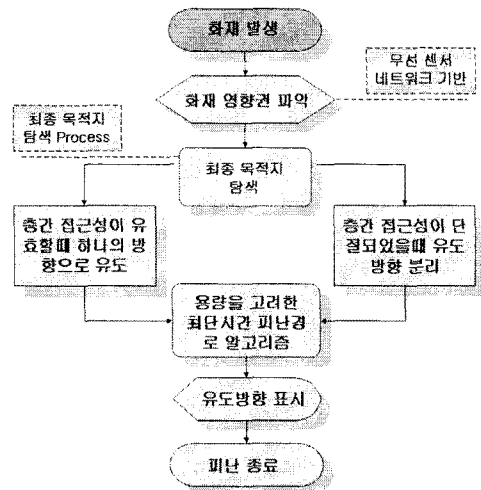 화재 발생
무선 센서
네트워크 기반
화재 영향권 파악
최종 목적지
탐색 Process
최종 목적지
탐색
층간 접근성이 유
효할때 하나의 방
향으로 유도
층간 접근성이 단
절되었을때 유도
방향 분리
용량을 고려한
최단시간 피난경
로 알고리즘
유도방향 표시
피난 종료